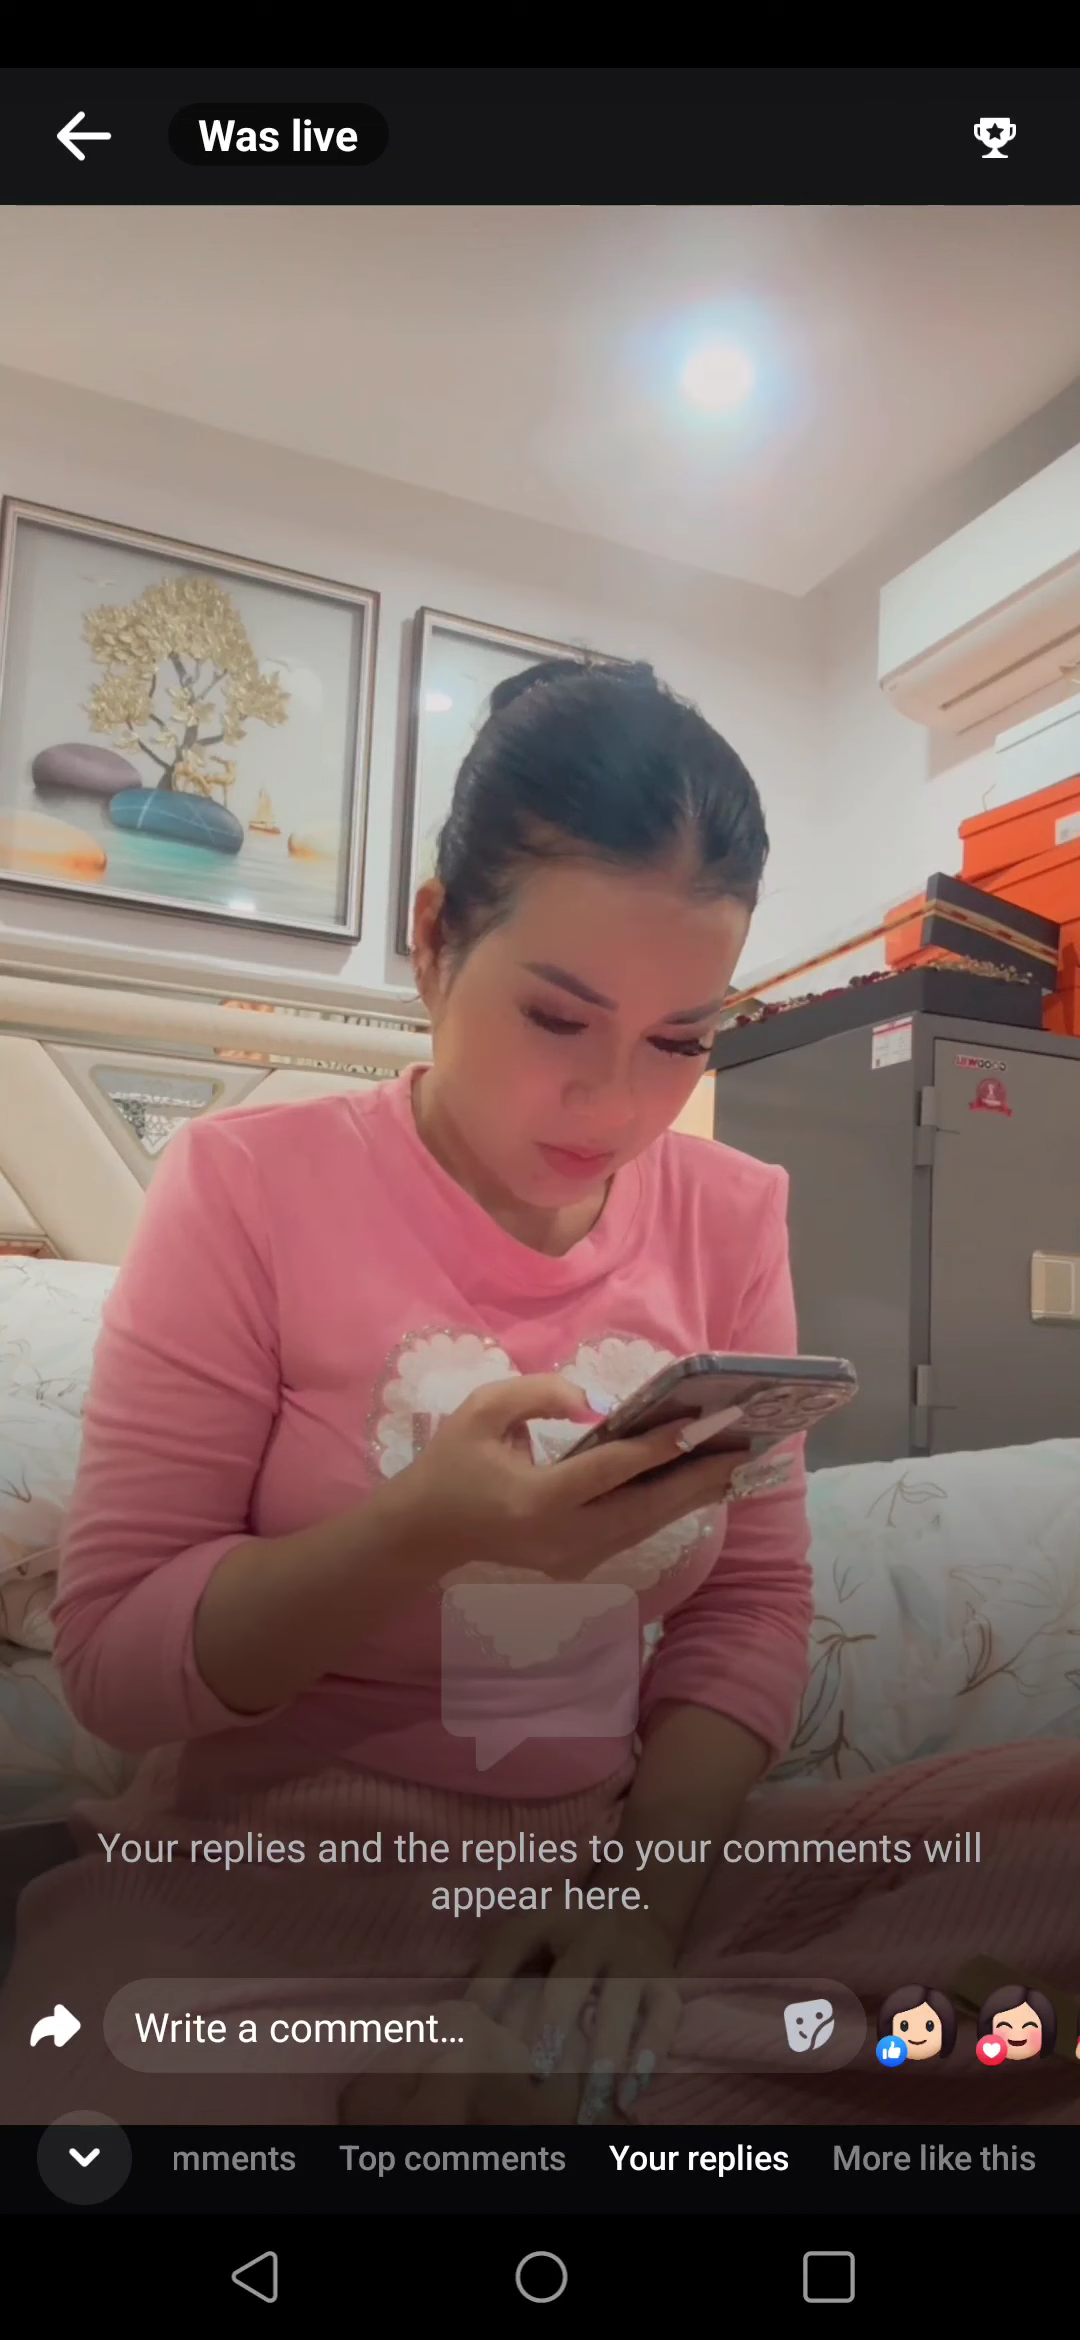 Was live
Your replies and the replies to your comments will
appear here.
Write a comment...
mments
Top comments
Your replies
More like this